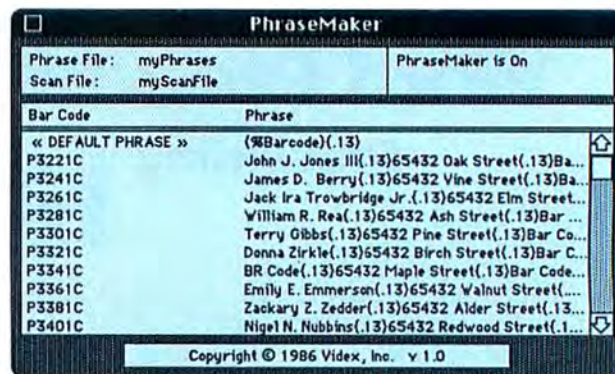 PhraseMaker
Phrase File: myPhrases
Scan File: myScanFile
PhraseMaker is On
Bar Code Phrase
« DEFAULT PHRASE » {%Barcode}{.13}
P3221C John J. Jones III{.13}65432 Oak Street{.13}Ba...
P3241C James D. Berry{.13}65432 Vine Street{.13}Ba...
P3261C Jack Ira Trowbridge Jr.{.13}65432 Elm Street...
P3281C William R. Rea{.13}65432 Ash Street{.13}Bar ...
P3301C Terry Gibbs{.13}65432 Pine Street{.13}Bar Co...
P3321C Donna Zirkle{.13}65432 Birch Street{.13}Bar C...
P3341C BR Code{.13}65432 Maple Street{.13}Bar Code...
P3361C Emily E. Emmerson{.13}65432 Walnut Street{....
P3381C Zackary Z. Zedder{.13}65432 Alder Street{.13...
P3401C Nigel N. Nubbins{.13}65432 Redwood Street{.1...
Copyright © 1986 Videx, Inc. v 1.0